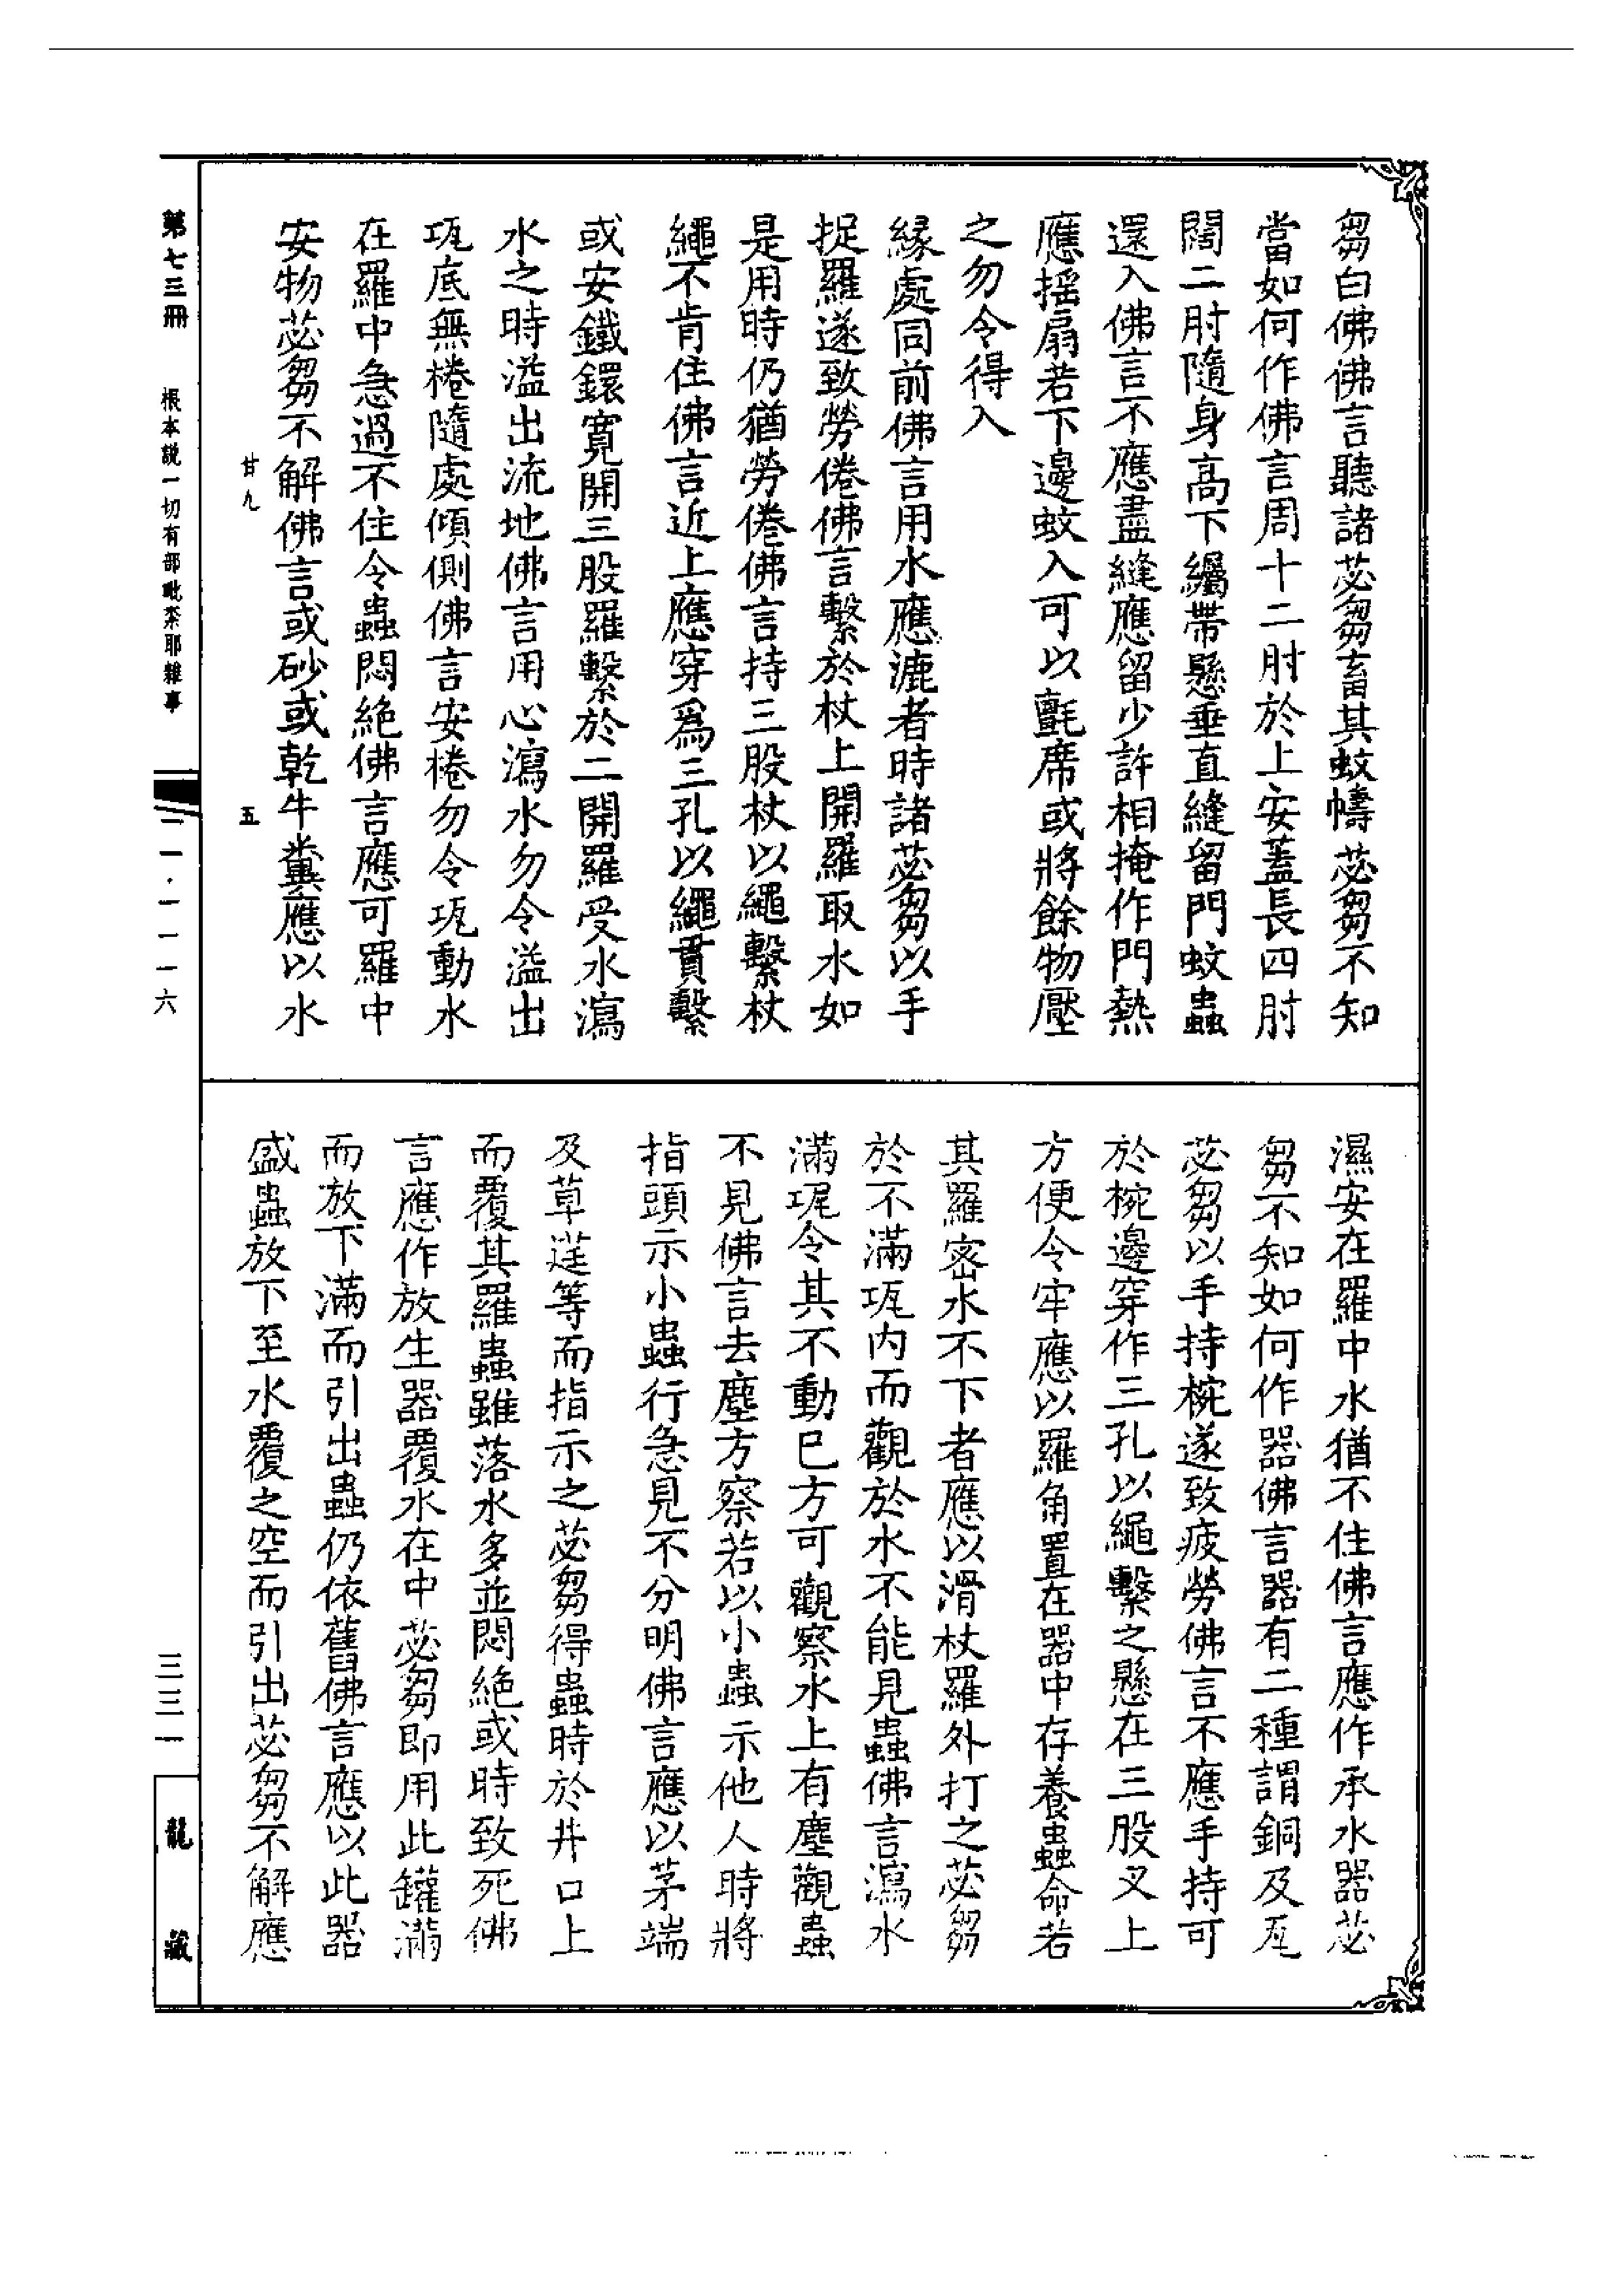 芻白佛佛言聽諸苾芻畜其蚊幬苾芻不知
當如何作佛言周十二肘於上安蓋長四肘
闊二肘隨身高下纈帶懸垂直縫留門蚊蟲
還入佛言不應盡縫應留少許相掩作門熱
應搖扇若下邊蚊入可以氈席或將餘物壓
之勿令得入
緣處同前佛言用水應漉者時諸苾芻以手
捉羅遂致勞倦佛言繫於杖上開羅取水如
是用時仍猶勞倦佛言持三股杖以繩繫杖
繩不肯住佛言近上應穿爲三孔以繩貫繫
或安鐵鐶寬開三股羅繫於二開羅受水瀉
水之時溢出流地佛言用心瀉水勿令溢出
瓨底無棬隨處傾側佛言安棬勿令瓨動水
在羅中急過不住令蟲悶絶佛言應可羅中
安物苾芻不解佛言或砂或乾牛糞應以水
甘九 五
濕安在羅中水猶不住佛言應作承水器苾
芻不知如何作器佛言器有二種謂銅及瓦
苾芻以手持椀遂致疲勞佛言不應手持可
於椀邊穿作三孔以繩繫之懸在三股叉上
方便令牢應以羅角置在器中存養蟲命若
其羅密水不下者應以滑杖羅外打之苾芻
於不滿瓨內而觀於水不能見蟲佛言瀉水
滿瓨令其不動已方可觀察水上有塵觀蟲
不見佛言去塵方察若以小蟲示他人時將
指頭示小蟲行急見不分明佛言應以茅端
及草莛等而指示之苾芻得蟲時於井口上
而覆其羅蟲雖落水多並悶絶或時致死佛
言應作放生器覆水在中苾芻即用此罐滿
而放下滿而引出蟲仍依舊佛言應以此器
盛蟲放下至水覆之空而引出苾芻不解應
第七三冊 根本說一切有部毗柰耶雜事 一一·一一一六 三三一 龍藏